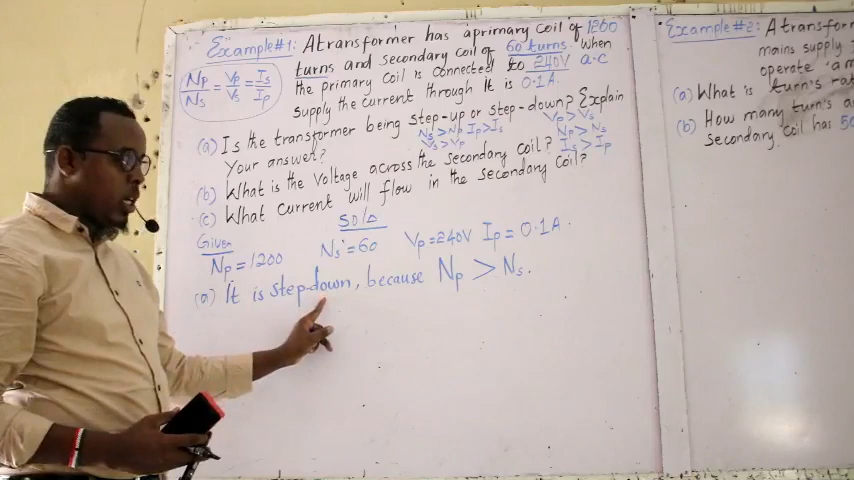 Example#1: A transformer has a primary coil of 1200
turns and secondary coil of 60 turns. When
the primary coil is connected to 240V a.c
supply the current through It is 0.1A.
Np/Ns = Vp/Vs = Is/Ip
(a) Is the transformer being step-up or step-down? Explain
Your answer?
Ns > Np Ip > Is
Vs > Vp
Vp > Vs
Np > Ns
Is > Ip
(b) What is the Voltage across the secondary coil?
(c) What current will flow in the secondary coil?
Soln
Given
Np = 1200 Ns = 60 Vp = 240V Ip = 0.1A.
(a) It is step-down, because Np > Ns.
Example#2: A transfor
mains supply
operate a m
(a) What is turn's rat
(b) How many turn's a
secondary coil has 50